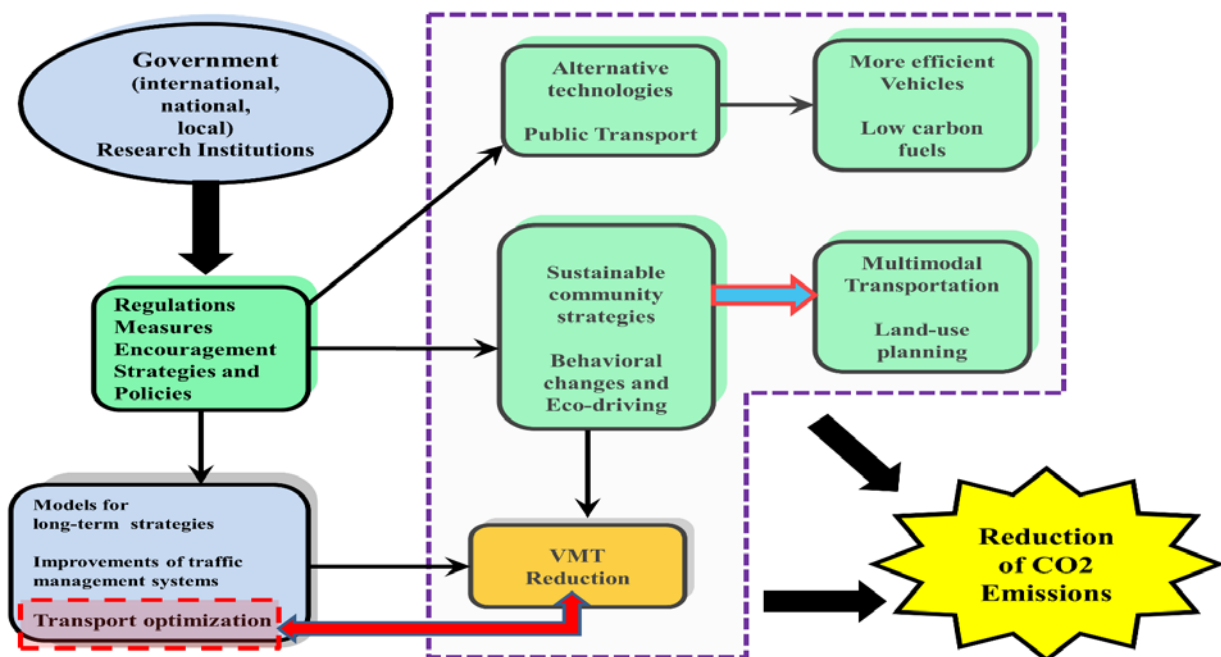 Government
(international,
national,
local)
Research Institutions
Alternative
technologies
Public Transport
More efficient
Vehicles
Low carbon
fuels
Regulations
Measures
Encouragement
Strategies and
Policies
Sustainable
community
strategies
Behavioral
changes and
Eco-driving
Multimodal
Transportation
Land-use
planning
Models for
long-term strategies
Improvements of traffic
management systems
Transport optimization
VMT
Reduction
Reduction
of CO2
Emissions